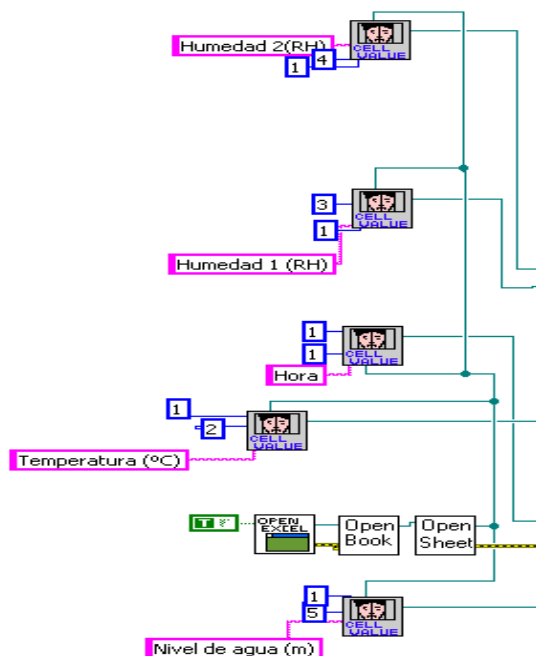 Humedad 2(RH)
1
4
CELL
VALUE
3
1
CELL
VALUE
Humedad 1 (RH)
1
1
CELL
VALUE
Hora
1
2
CELL
VALUE
Temperatura (ºC)
T
OPEN
EXCEL
Open
Book
Open
Sheet
1
5
CELL
VALUE
Nivel de agua (m)